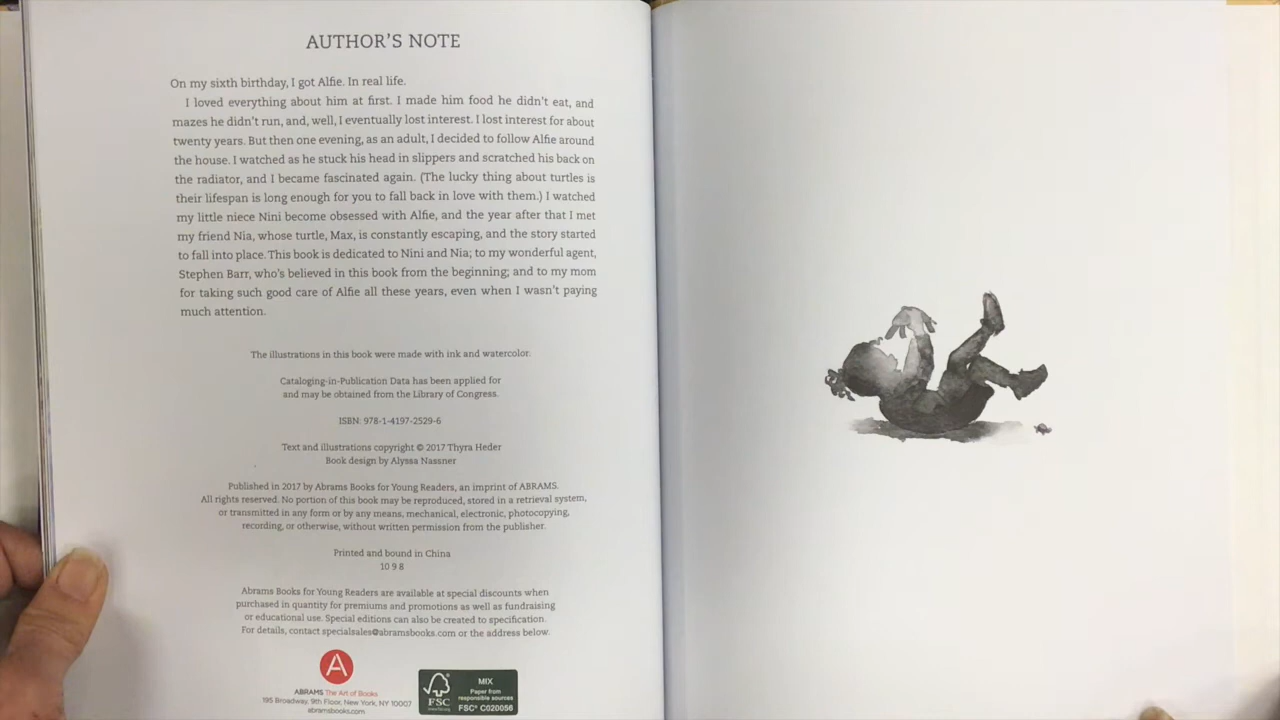 AUTHOR'S NOTE
On my sixth birthday, I got Alfie. In real life.
I loved everything about him at first. I made him food he didn't eat, and
mazes he didn't run, and, well, I eventually lost interest. I lost interest for about
twenty years. But then one evening, as an adult, I decided to follow Alfie around
the house. I watched as he stuck his head in slippers and scratched his back on
the radiator, and I became fascinated again. (The lucky thing about turtles is
their lifespan is long enough for you to fall back in love with them.) I watched
my little niece Nini become obsessed with Alfie, and the year after that I met
my friend Nia, whose turtle, Max, is constantly escaping, and the story started
to fall into place. This book is dedicated to Nini and Nia; to my wonderful agent,
Stephen Barr, who's believed in this book from the beginning; and to my mom
for taking such good care of Alfie all these years, even when I wasn't paying
much attention.
The illustrations in this book were made with ink and watercolor.
Cataloging-in-Publication Data has been applied for
and may be obtained from the Library of Congress.
ISBN: 978-1-4197-2529-6
Text and illustrations copyright © 2017 Thyra Heder
Book design by Alyssa Nassner
Published in 2017 by Abrams Books for Young Readers, an imprint of ABRAMS.
All rights reserved. No portion of this book may be reproduced, stored in a retrieval system,
or transmitted in any form or by any means, mechanical, electronic, photocopying,
recording, or otherwise, without written permission from the publisher.
Printed and bound in China
10 9 8
Abrams Books for Young Readers are available at special discounts when
purchased in quantity for premiums and promotions as well as fundraising
or educational use. Special editions can also be created to specification.
For details, contact specialsales@abramsbooks.com or the address below.
A
ABRAMS The Art of Books
195 Broadway, 9th Floor, New York, NY 10007
abramsbooks.com
FSC
www.fsc.org
MIX
Paper from
responsible sources
FSC® C020056